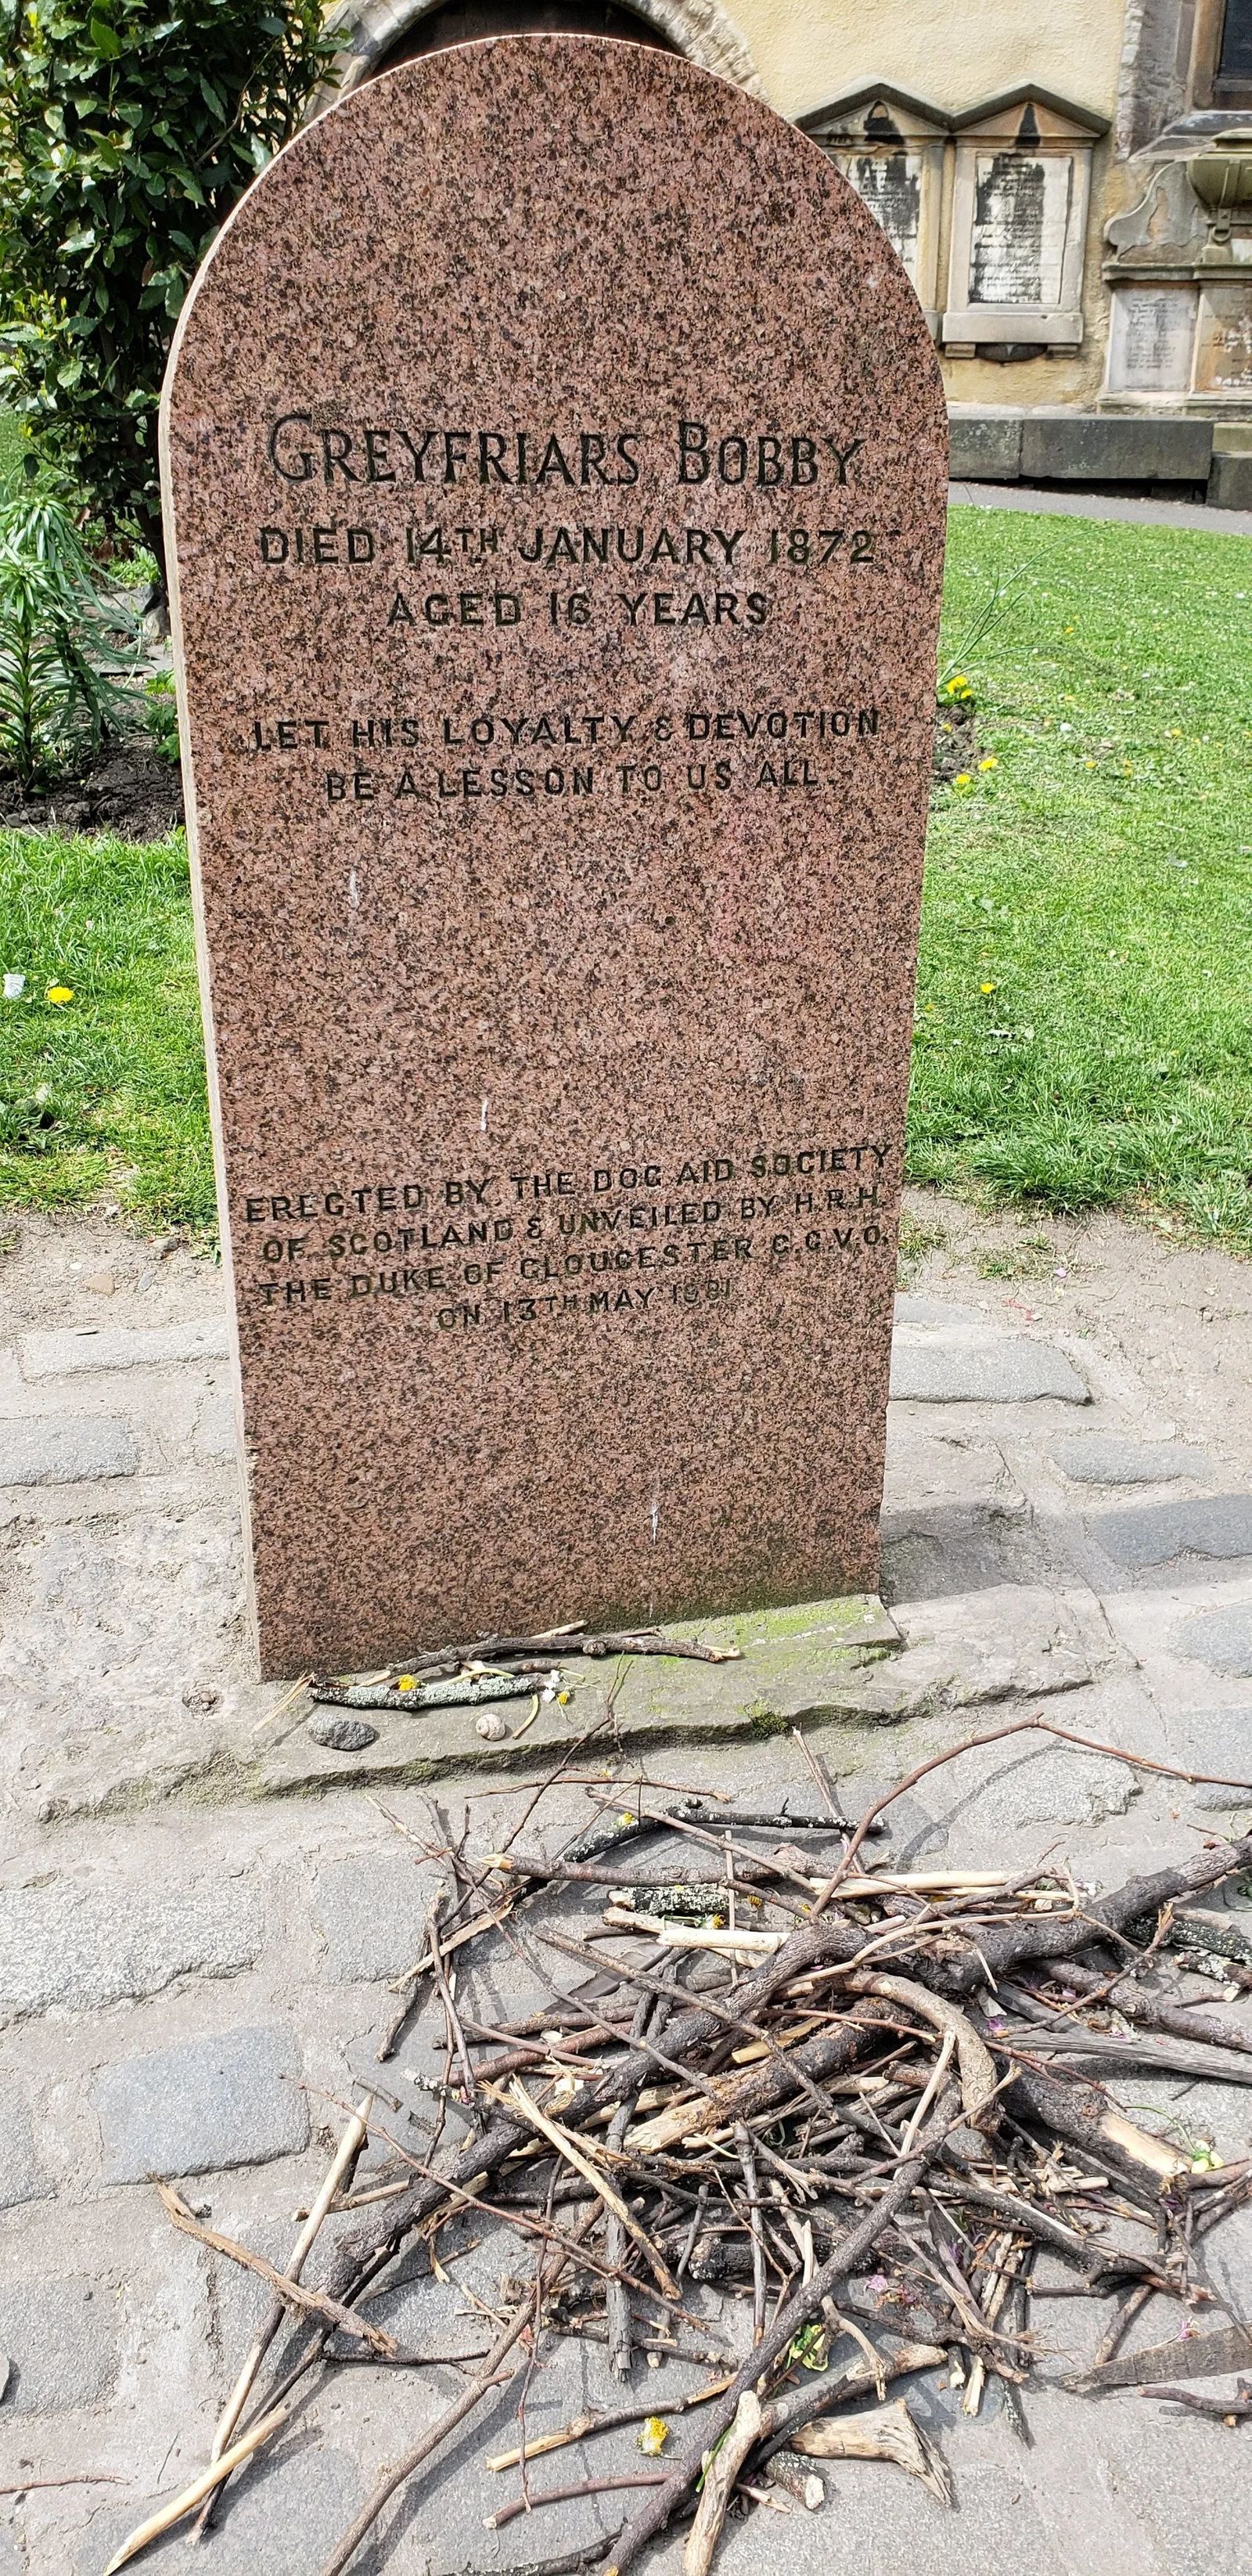 GREYFRIARS BOBBY
DIED 14TH JANUARY 1872
AGED 16 YEARS
LET HIS LOYALTY & DEVOTION
BE A LESSON TO US ALL.
ERECTED BY THE DOG AID SOCIETY
OF SCOTLAND & UNVEILED BY H.R.H.
THE DUKE OF GLOUCESTER G.C.V.O.
ON 13TH MAY 1981